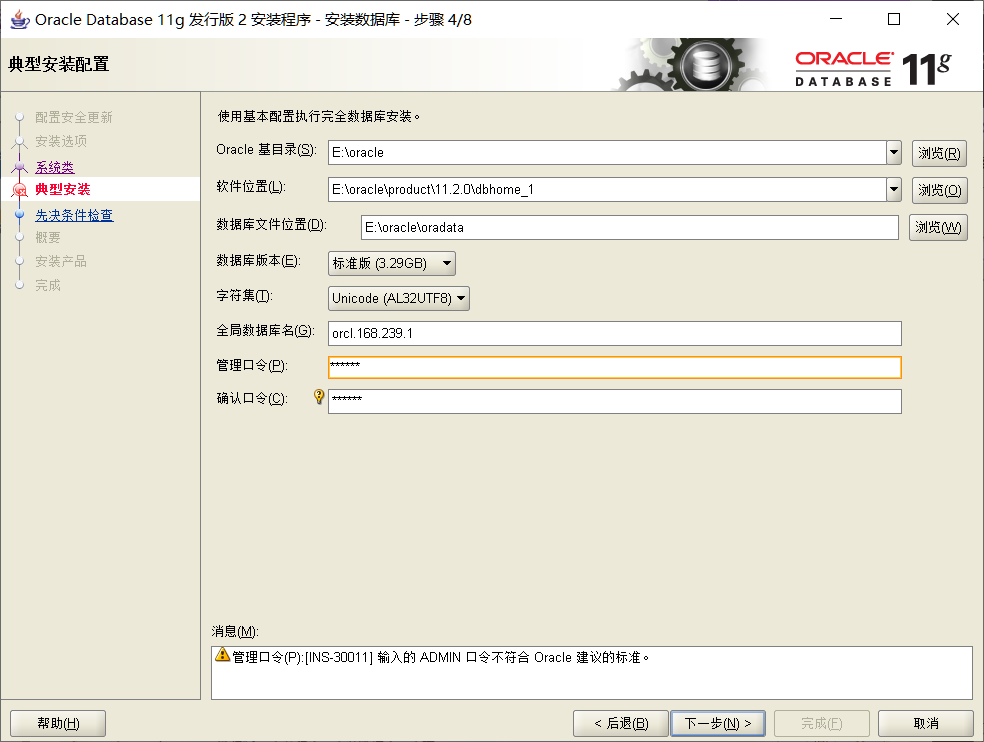 Oracle Database 11g 发行版 2 安装程序 - 安装数据库 - 步骤 4/8
典型安装配置
ORACLE
DATABASE 11g
配置安全更新
安装选项
系统类
典型安装
先决条件检查
概要
安装产品
完成
使用基本配置执行完全数据库安装。
Oracle 基目录(S): E:\oracle 浏览(R)
软件位置(L): E:\oracle\product\11.2.0\dbhome_1 浏览(O)
数据库文件位置(D): E:\oracle\oradata 浏览(W)
数据库版本(E): 标准版 (3.29GB)
字符集(T): Unicode (AL32UTF8)
全局数据库名(G): orcl.168.239.1
管理口令(P): ******
确认口令(C): ******
消息(M):
管理口令(P):[INS-30011] 输入的 ADMIN 口令不符合 Oracle 建议的标准。
帮助(H) < 后退(B) 下一步(N) > 完成(F) 取消